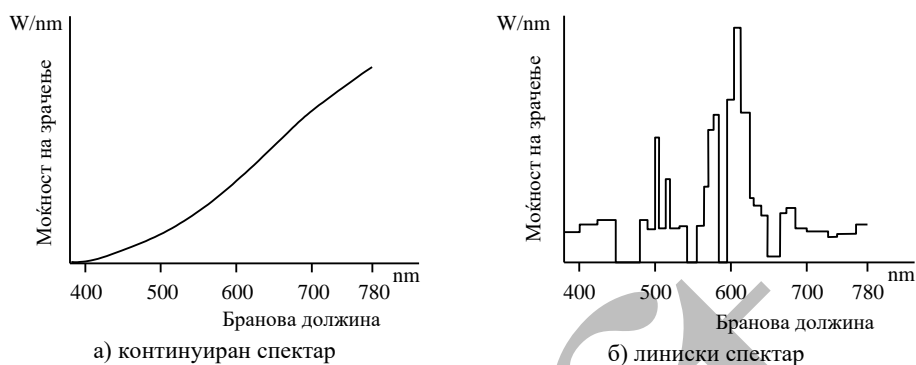 W/nm
Моќност на зрачење
400 500 600 700 780 nm
Бранова должина
а) континуиран спектар
W/nm
Моќност на зрачење
400 500 600 700 780 nm
Бранова должина
б) линиски спектар